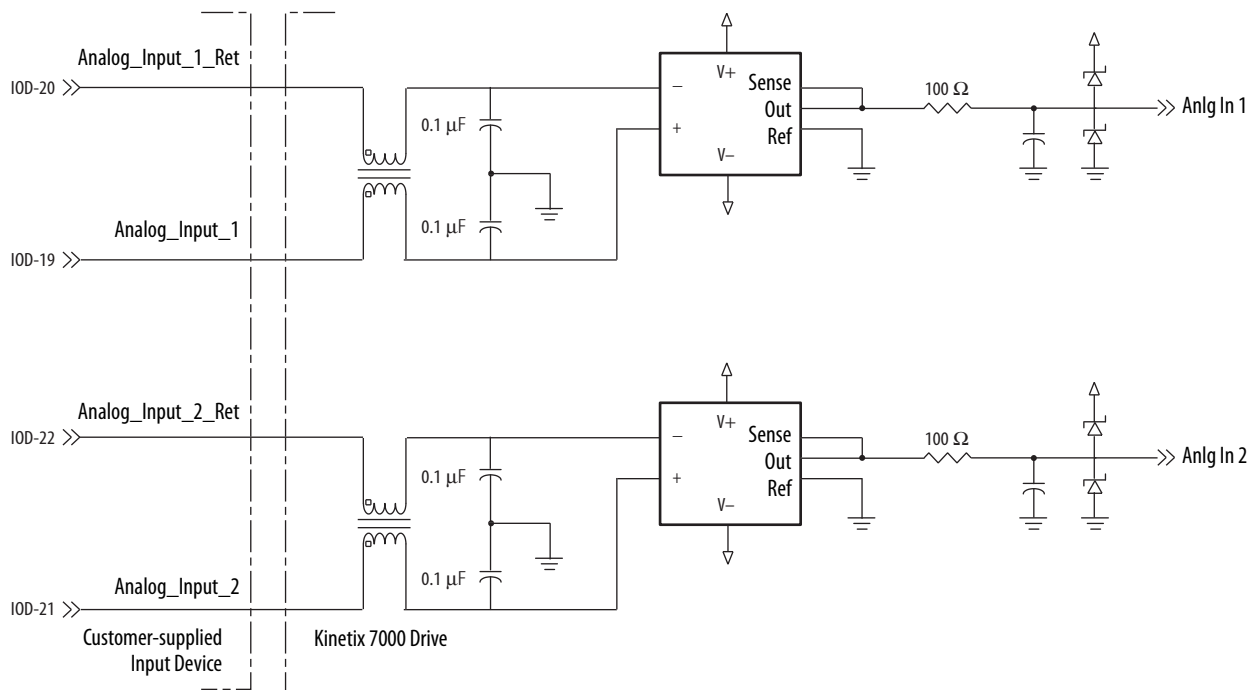 Analog_Input_1_Ret
IOD-20
0.1 µF
V+
Sense
−
Out
+
Ref
V−
100 Ω
Anlg In 1
0.1 µF
Analog_Input_1
IOD-19
Analog_Input_2_Ret
IOD-22
0.1 µF
V+
Sense
−
Out
+
Ref
V−
100 Ω
Anlg In 2
0.1 µF
Analog_Input_2
IOD-21
Customer-supplied
Input Device
Kinetix 7000 Drive